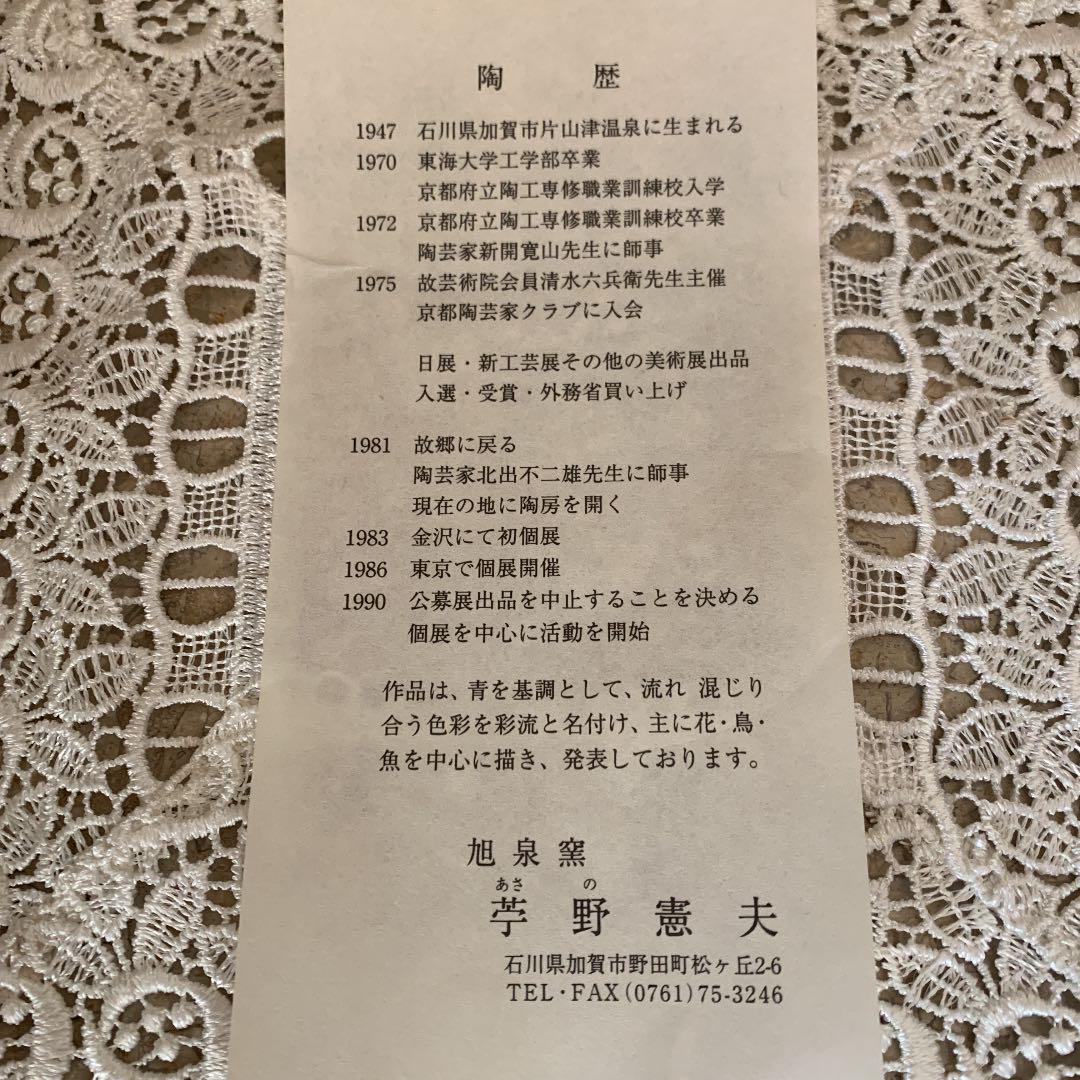 陶 歴
1947 石川県加賀市片山津温泉に生まれる
1970 東海大学工学部卒業
京都府立陶工専修職業訓練校入学
1972 京都府立陶工専修職業訓練校卒業
陶芸家新開寛山先生に師事
1975 故芸術院会員清水六兵衛先生主催
京都陶芸家クラブに入会
日展・新工芸展その他の美術展出品
入選・受賞・外務省買い上げ
1981 故郷に戻る
陶芸家北出不二雄先生に師事
現在の地に陶房を開く
1983 金沢にて初個展
1986 東京で個展開催
1990 公募展出品を中止することを決める
個展を中心に活動を開始
作品は、青を基調として、流れ 混じり
合う色彩を彩流と名付け、主に花・鳥・
魚を中心に描き、発表しております。
旭泉窯
あさ の
苧野憲夫
石川県加賀市野田町松ヶ丘2-6
TEL・FAX(0761)75-3246